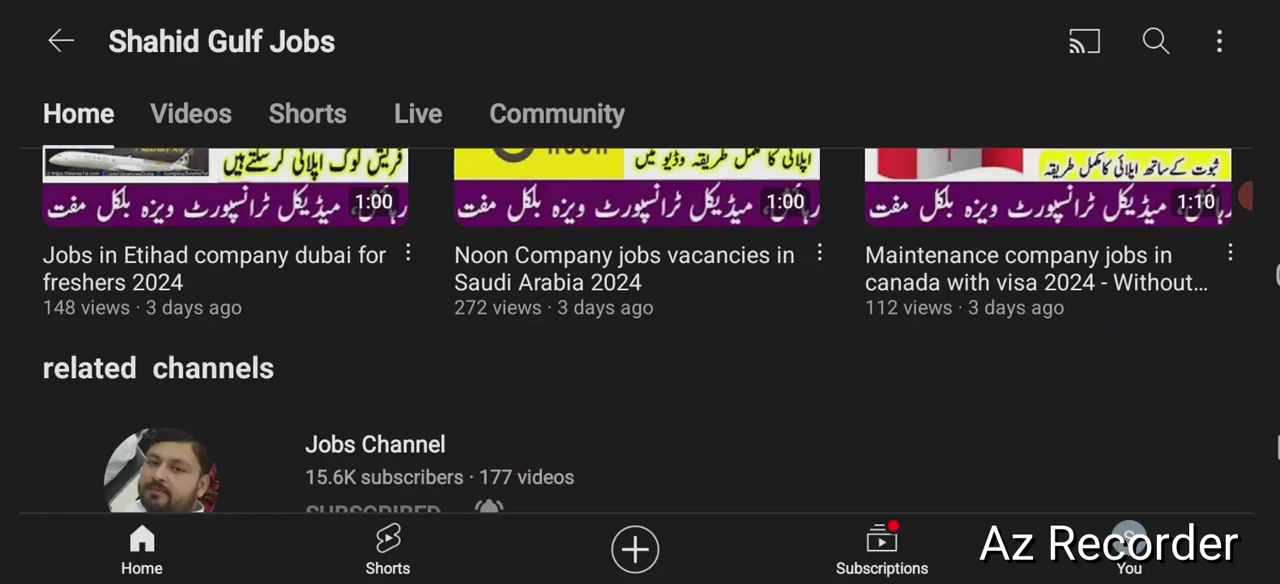 Shahid Gulf Jobs
Home Videos Shorts Live Community
فریش لوگ اپلائی کرسکتے ہیں
noon
اپلائی کا مکمل طریقہ وڈیو میں
ثبوت کے ساتھ اپلائی کا مکمل طریقہ
رہائش، میڈیکل ٹرانسپورٹ ویزہ بلکل مفت
1:00
میڈیکل ٹرانسپورٹ ویزہ بلکل مفت
1:00
میڈیکل ٹرانسپورٹ ویزہ بلکل مفت
1:10
Jobs in Etihad company dubai for
freshers 2024
148 views · 3 days ago
Noon Company jobs vacancies in
Saudi Arabia 2024
272 views · 3 days ago
Maintenance company jobs in
canada with visa 2024 - Without...
112 views · 3 days ago
related channels
Jobs Channel
15.6K subscribers · 177 videos
SUBSCRIBED
Home Shorts Subscriptions You
Az Recorder